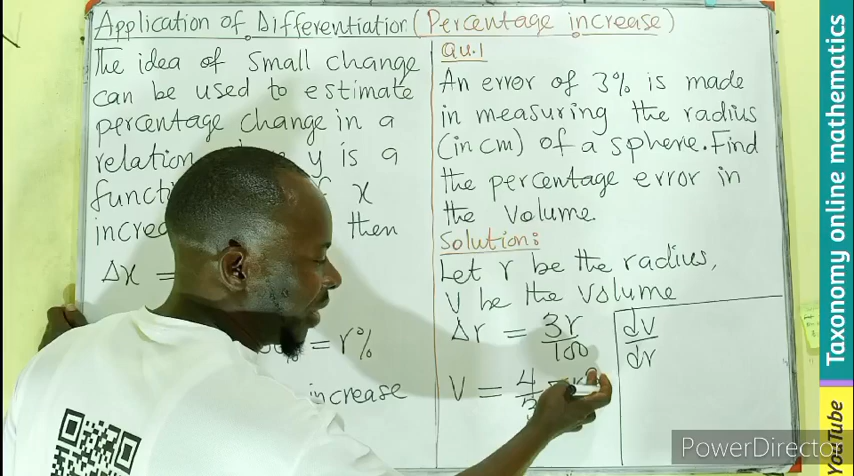 Application of Differentiation (Percentage increase)
The idea of small change
can be used to estimate
percentage change in a
relation y is a
x
then
Δx =
= r%
increase
Qu.1
An error of 3% is made
in measuring the radius
(in cm) of a sphere. Find
the percentage error in
the volume.
Solution:
Let r be the radius,
V be the volume
Δr = 3r/100
V = 4/3
dV/dr
Taxonomy online mathematics
YouTube
PowerDirector